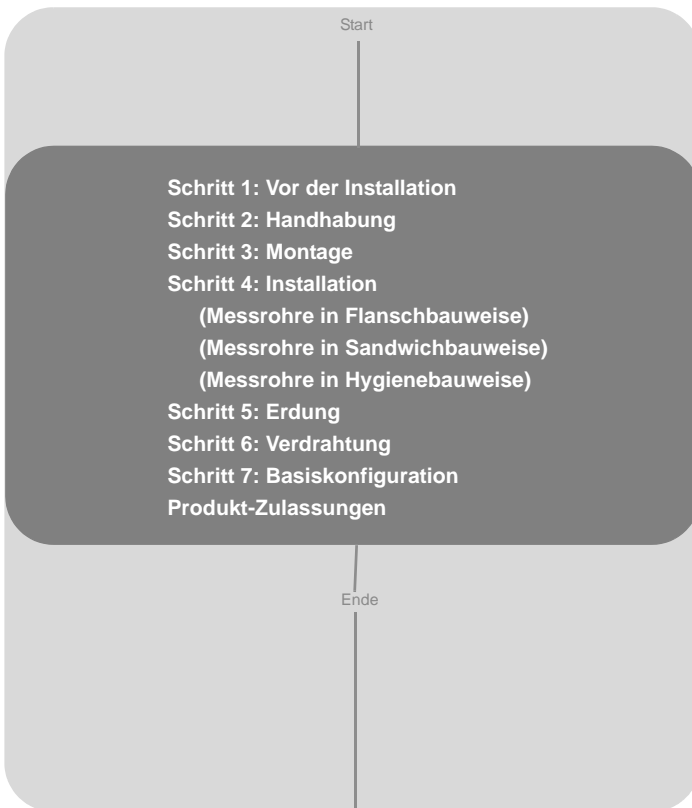 Start
Schritt 1: Vor der Installation
Schritt 2: Handhabung
Schritt 3: Montage
Schritt 4: Installation
(Messrohre in Flanschbauweise)
(Messrohre in Sandwichbauweise)
(Messrohre in Hygienebauweise)
Schritt 5: Erdung
Schritt 6: Verdrahtung
Schritt 7: Basiskonfiguration
Produkt-Zulassungen
Ende